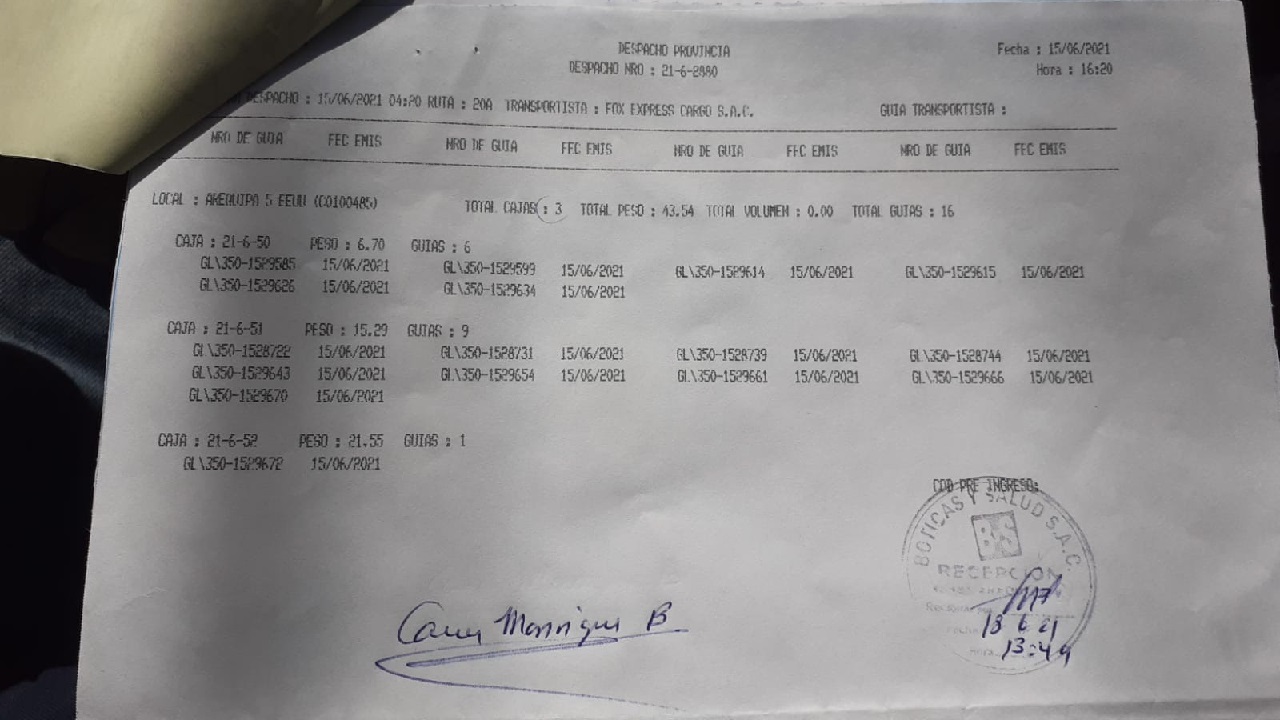 DESPACHO PROVINCIA
Fecha : 15/06/2021
DESPACHO NRO : 21-6-2880
Hora : 16:20
DESPACHO : 15/06/2021 04:20 RUTA : 20A TRANSPORTISTA : FOX EXPRESS CARGO S.A.C. GUIA TRANSPORTISTA :
NRO DE GUIA FEC EMIS NRO DE GUIA FEC EMIS NRO DE GUIA FEC EMIS NRO DE GUIA FEC EMIS
LOCAL : AREQUIPA 5 EEUU (C0100485) TOTAL CAJAS : 3 TOTAL PESO : 43.54 TOTAL VOLUMEN : 0.00 TOTAL GUIAS : 16
CAJA : 21-6-50 PESO : 6.70 GUIAS : 6
GL\350-1529585 15/06/2021 GL\350-1529599 15/06/2021 GL\350-1529614 15/06/2021 GL\350-1529615 15/06/2021
GL\350-1529626 15/06/2021 GL\350-1529634 15/06/2021
CAJA : 21-6-51 PESO : 15.29 GUIAS : 9
GL\350-1528722 15/06/2021 GL\350-1528731 15/06/2021 GL\350-1528739 15/06/2021 GL\350-1528744 15/06/2021
GL\350-1529643 15/06/2021 GL\350-1529654 15/06/2021 GL\350-1529661 15/06/2021 GL\350-1529666 15/06/2021
GL\350-1529670 15/06/2021
CAJA : 21-6-52 PESO : 21.55 GUIAS : 1
GL\350-1529672 15/06/2021
COD PRE INGRESO:
BOTICAS Y SALUD S.A.C.
BS
RECEPCION
Manrique B
18 6 21
13:49